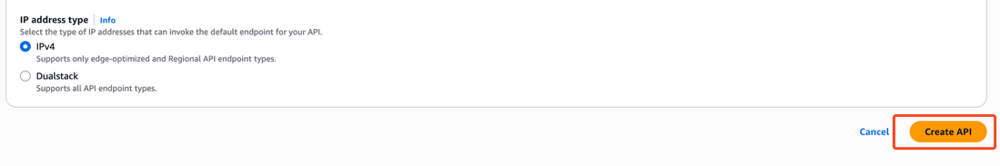 IP address type Info
Select the type of IP addresses that can invoke the default endpoint for your API.
IPv4
Supports only edge-optimized and Regional API endpoint types.
Dualstack
Supports all API endpoint types.
Cancel Create API